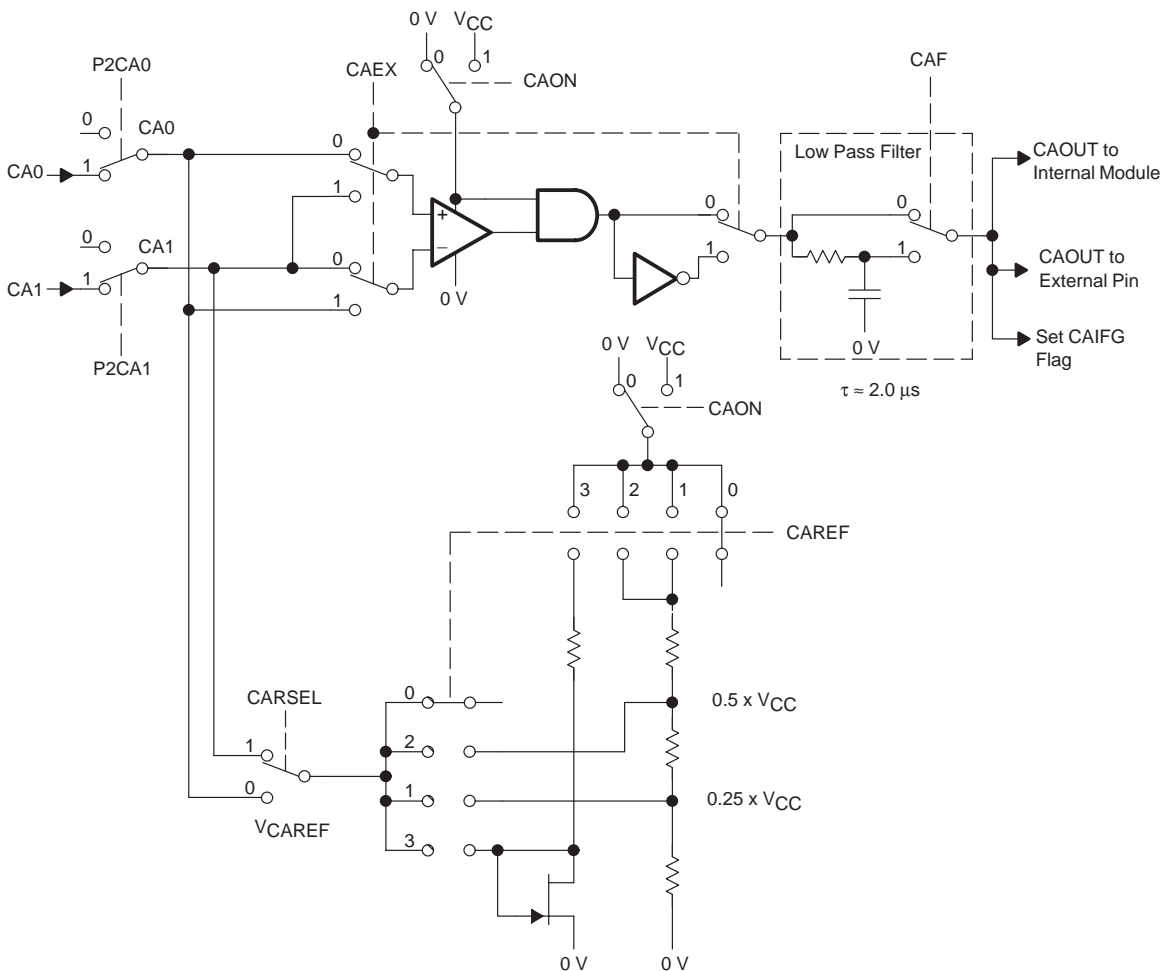 0 V VCC
0 1
CAON
P2CA0
CAEX
CAF
0
CA0
CA0 1
0
1
+
−
0 V
0
1
Low Pass Filter
0
1
0 V
τ ≈ 2.0 μs
CAOUT to
Internal Module
CAOUT to
External Pin
Set CAIFG
Flag
0
CA1
CA1 1
0
1
P2CA1
0 V VCC
0 1
CAON
3 2 1 0
CAREF
CARSEL
1
0
VCAREF
0
2
1
3
0.5 x VCC
0.25 x VCC
0 V 0 V